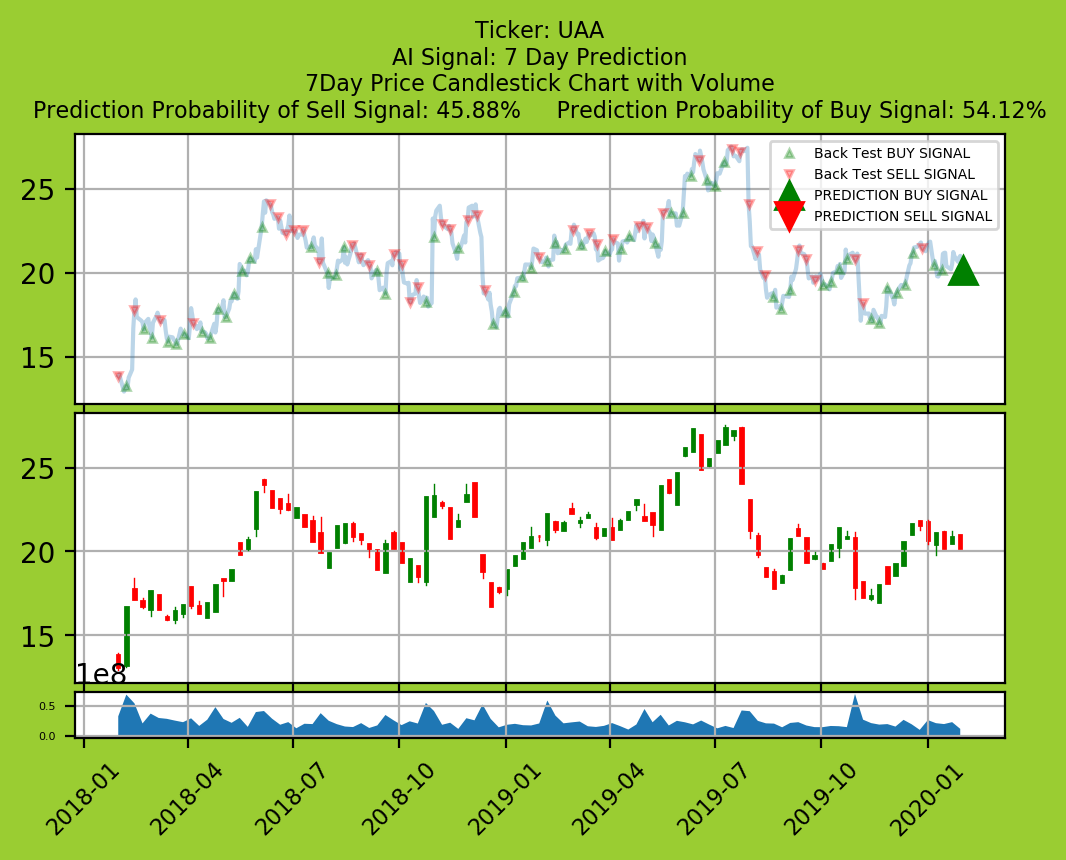 Ticker: UAA
AI Signal: 7 Day Prediction
7Day Price Candlestick Chart with Volume
Prediction Probability of Sell Signal: 45.88% Prediction Probability of Buy Signal: 54.12%
Back Test BUY SIGNAL
Back Test SELL SIGNAL
PREDICTION BUY SIGNAL
PREDICTION SELL SIGNAL
25
20
15
25
20
15
1e8
0.5
0.0
2018-01 2018-04 2018-07 2018-10 2019-01 2019-04 2019-07 2019-10 2020-01